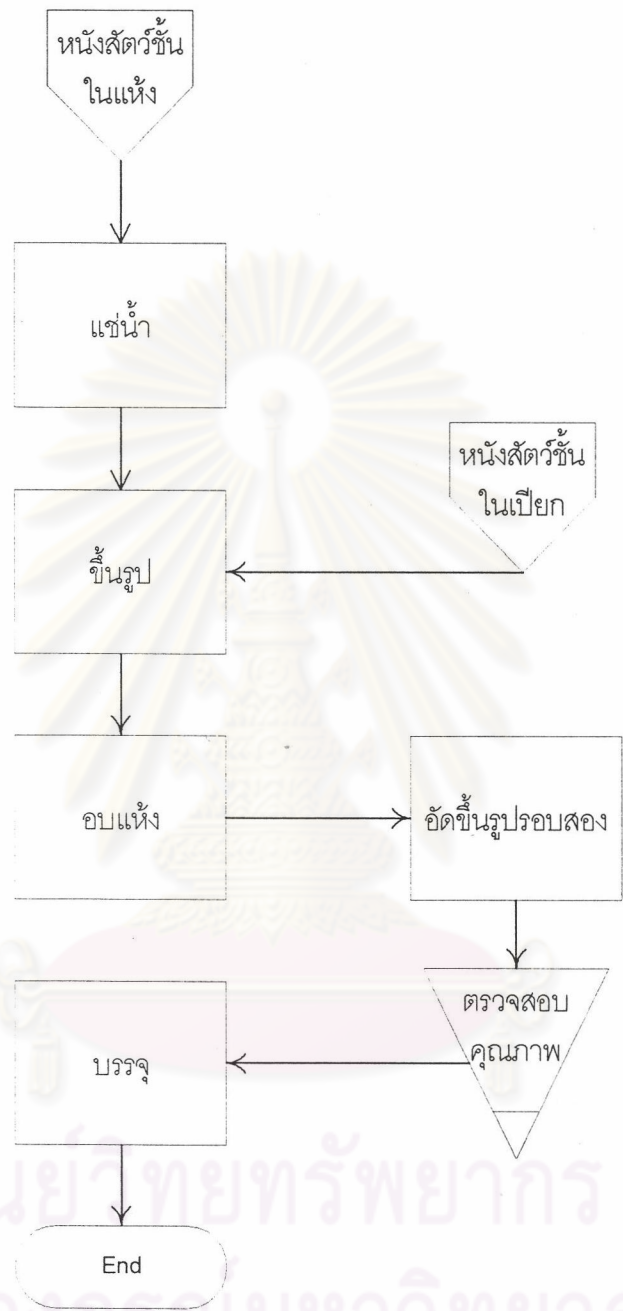 หนังสัตว์ชั้น
ในแห้ง
แช่น้ำ
หนังสัตว์ชั้น
ในเปียก
ขึ้นรูป
อบแห้ง
อัดขึ้นรูปรอบสอง
ตรวจสอบ
คุณภาพ
บรรจุ
End